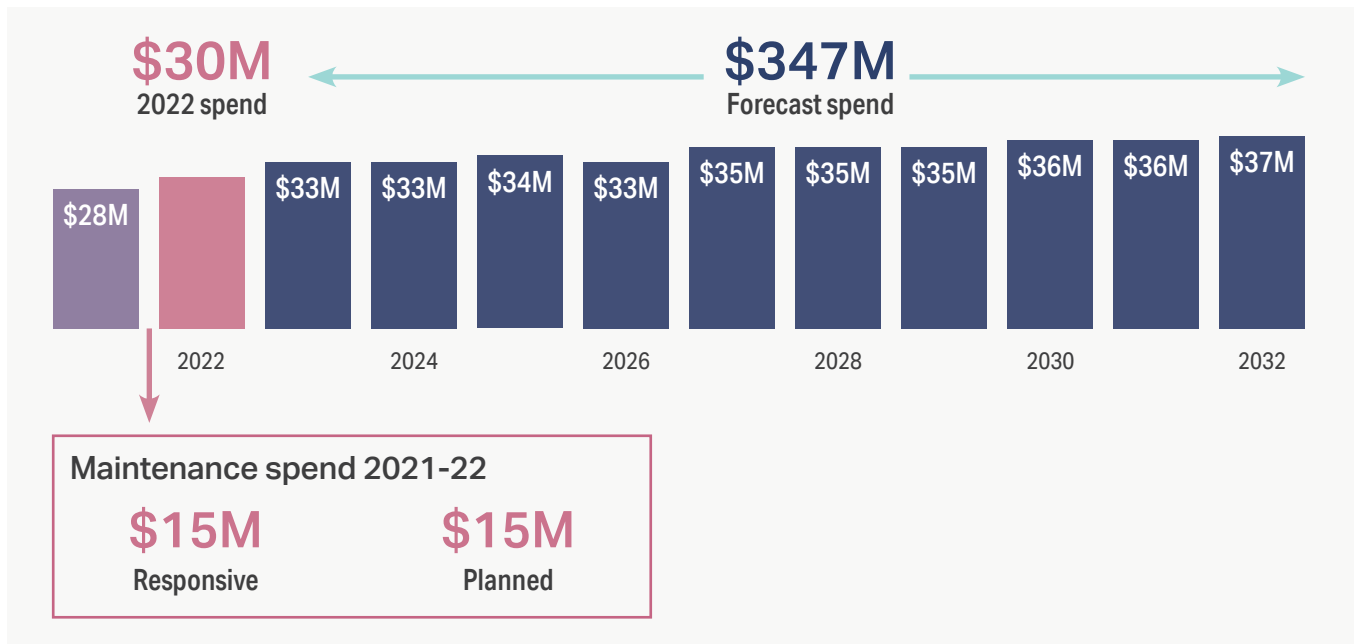 $30M
2022 spend
$347M
Forecast spend
$28M
$33M
$33M
$34M
$33M
$35M
$35M
$35M
$36M
$36M
$37M
2022
2024
2026
2028
2030
2032
Maintenance spend 2021-22
$15M
Responsive
$15M
Planned